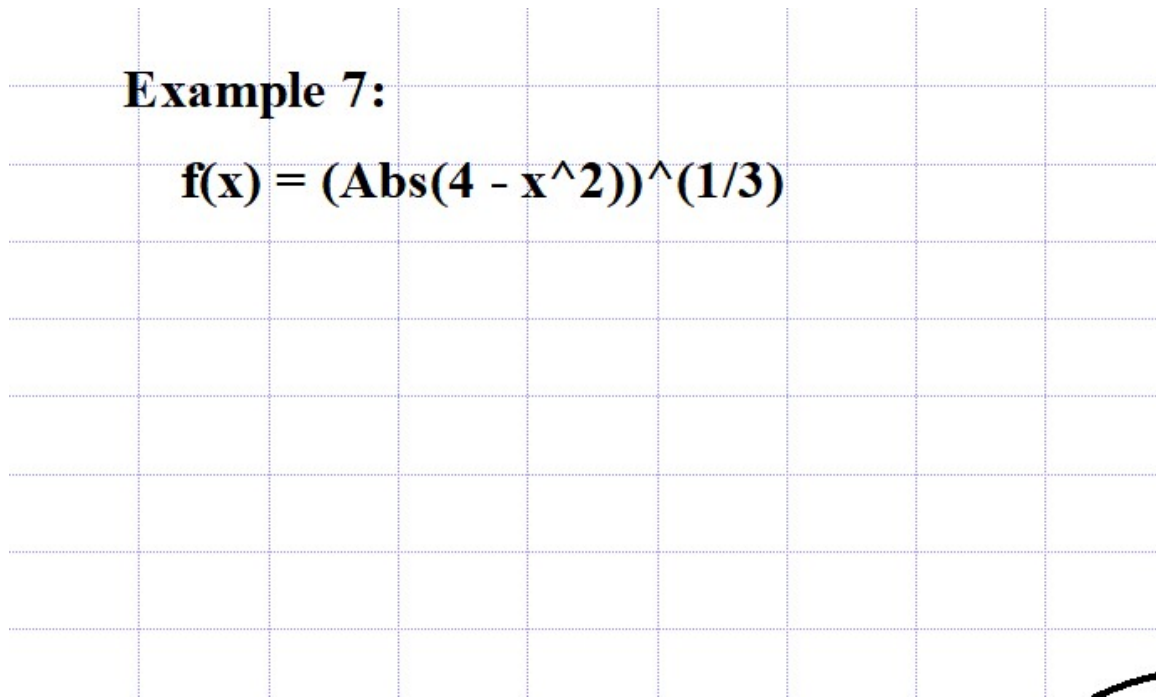 Example 7:
f(x) = (Abs(4 - x^2))^(1/3)